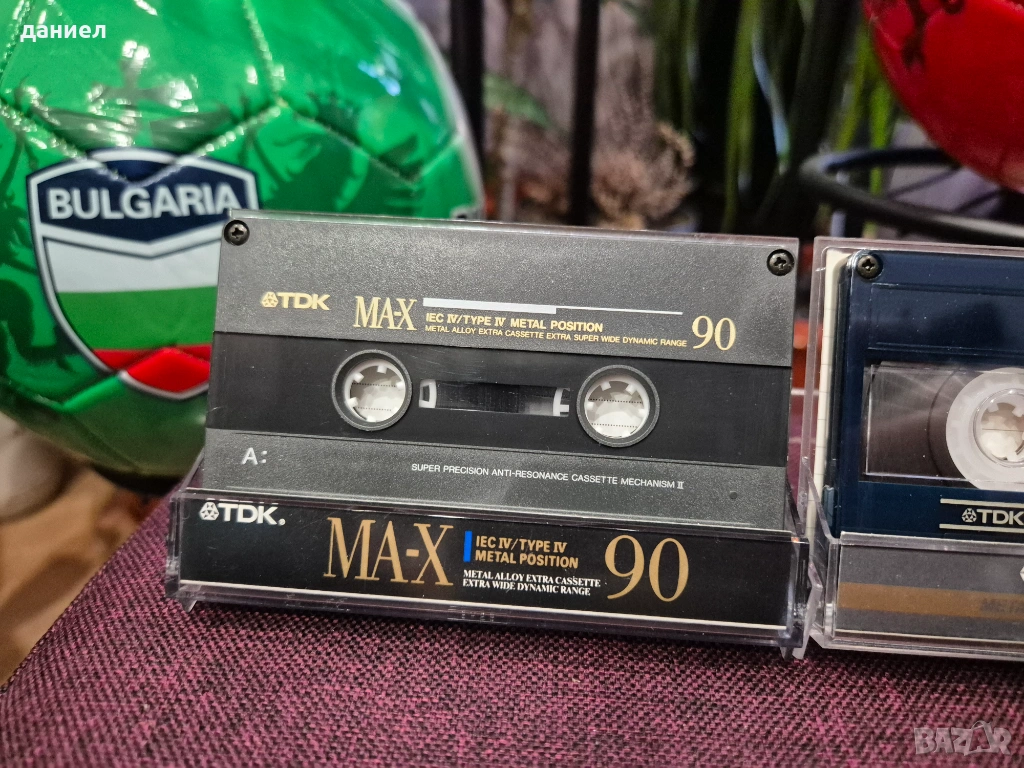 даниел
BULGARIA
TDK MA-X IEC IV/TYPE IV METAL POSITION 90
METAL ALLOY EXTRA CASSETTE EXTRA SUPER WIDE DYNAMIC RANGE
A:
SUPER PRECISION ANTI-RESONANCE CASSETTE MECHANISM II
TDK
TDK. MA-X IEC IV/TYPE IV 90
METAL POSITION
METAL ALLOY EXTRA CASSETTE
EXTRA WIDE DYNAMIC RANGE
BAZAR